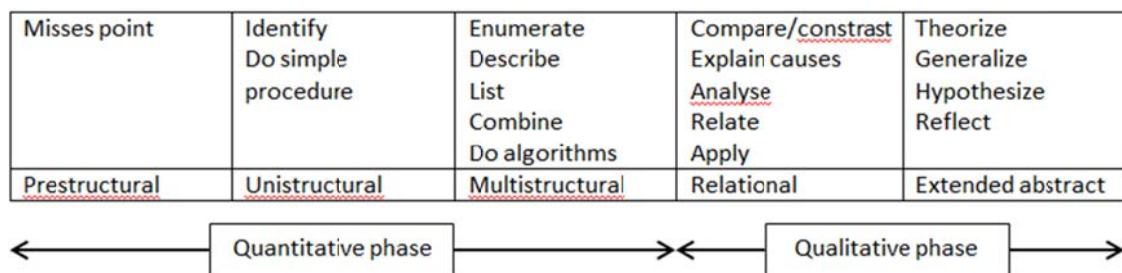 Misses point
Identify
Do simple
procedure
Enumerate
Describe
List
Combine
Do algorithms
Compare/constrast
Explain causes
Analyse
Relate
Apply
Theorize
Generalize
Hypothesize
Reflect
Prestructural
Unistructural
Multistructural
Relational
Extended abstract
Quantitative phase
Qualitative phase